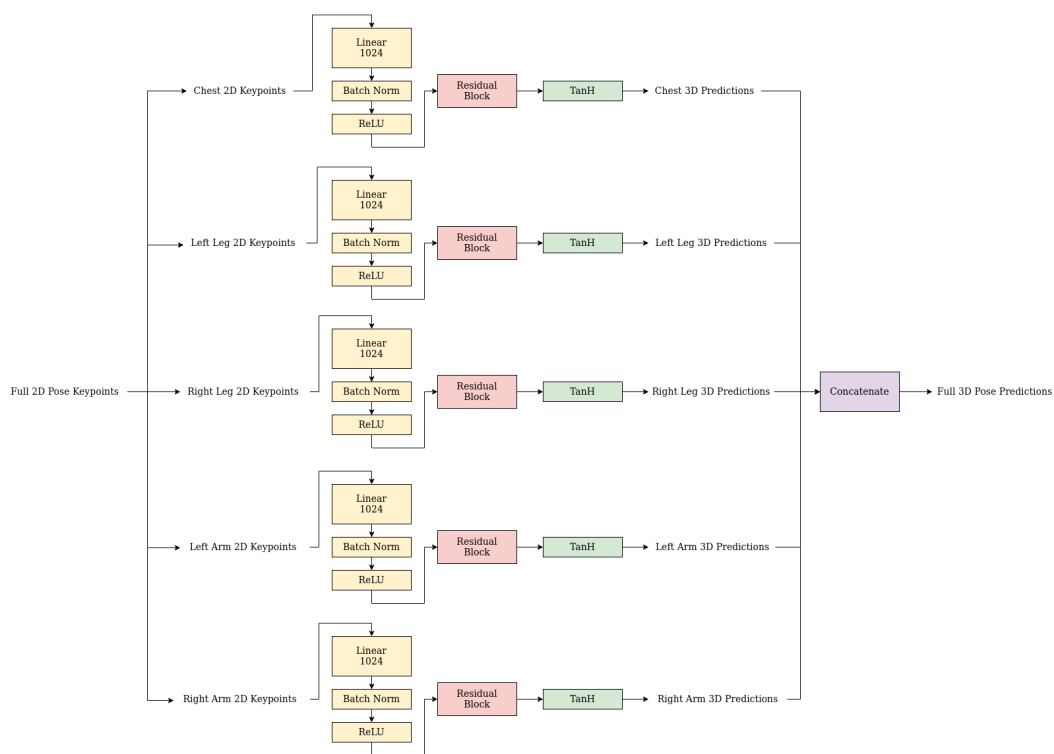 Linear
1024
Chest 2D Keypoints
Batch Norm
ReLU
Residual
Block
TanH
Chest 3D Predictions
Linear
1024
Left Leg 2D Keypoints
Batch Norm
ReLU
Residual
Block
TanH
Left Leg 3D Predictions
Full 2D Pose Keypoints
Linear
1024
Right Leg 2D Keypoints
Batch Norm
ReLU
Residual
Block
TanH
Right Leg 3D Predictions
Concatenate
Full 3D Pose Predictions
Linear
1024
Left Arm 2D Keypoints
Batch Norm
ReLU
Residual
Block
TanH
Left Arm 3D Predictions
Linear
1024
Right Arm 2D Keypoints
Batch Norm
ReLU
Residual
Block
TanH
Right Arm 3D Predictions